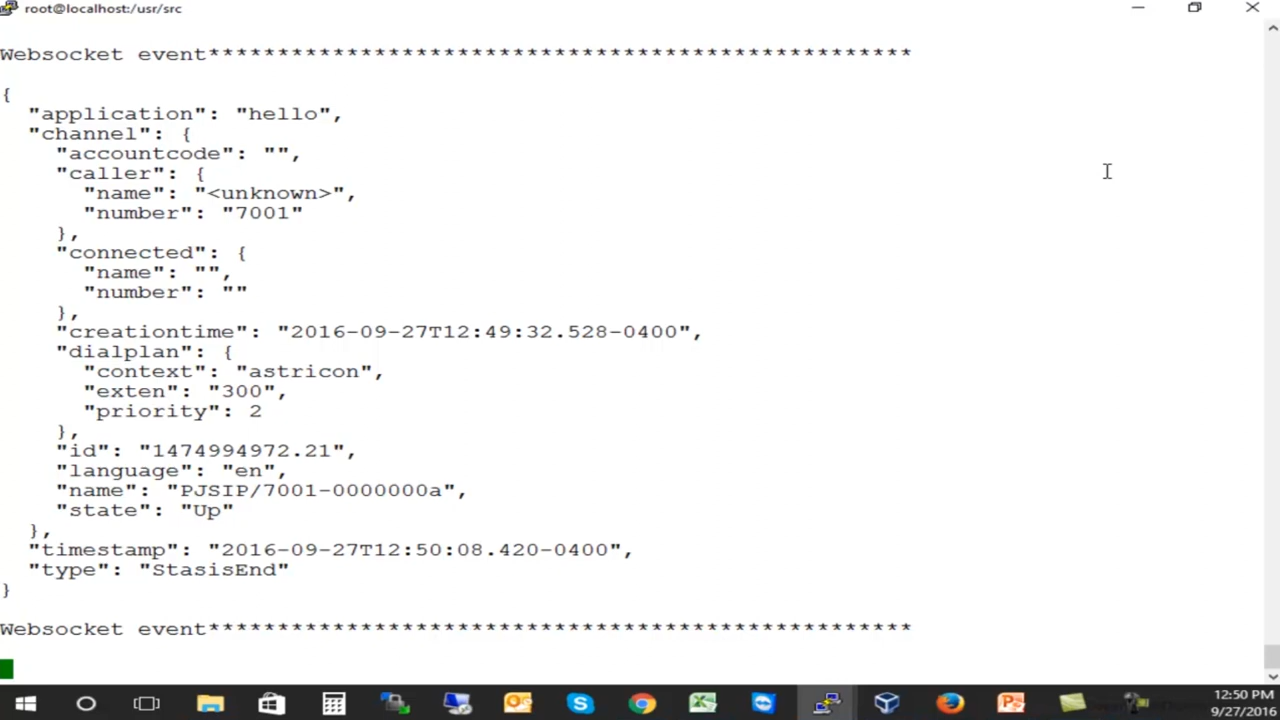 root@localhost:/usr/src
Websocket event***************************************************
{
"application": "hello",
"channel": {
"accountcode": "",
"caller": {
"name": "<unknown>",
"number": "7001"
},
"connected": {
"name": "",
"number": ""
},
"creationtime": "2016-09-27T12:49:32.528-0400",
"dialplan": {
"context": "astricon",
"exten": "300",
"priority": 2
},
"id": "1474994972.21",
"language": "en",
"name": "PJSIP/7001-0000000a",
"state": "Up"
},
"timestamp": "2016-09-27T12:50:08.420-0400",
"type": "StasisEnd"
}
Websocket event***************************************************
12:50 PM
9/27/2016